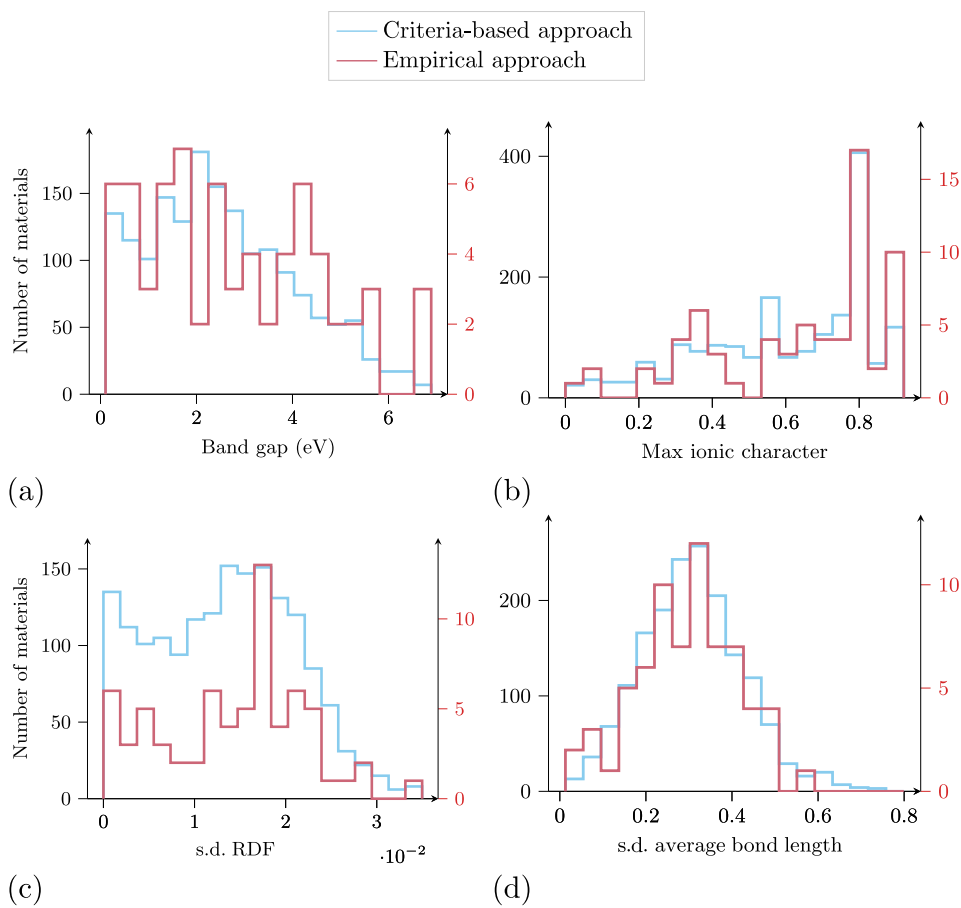 Criteria-based approach
Empirical approach
Number of materials
150
100
50
0
6
4
2
0
0 2 4 6
Band gap (eV)
(a)
400
200
0
15
10
5
0
0 0.2 0.4 0.6 0.8
Max ionic character
(b)
Number of materials
150
100
50
0
10
5
0
0 1 2 3
s.d. RDF
·10⁻²
(c)
200
100
0
10
5
0
0 0.2 0.4 0.6 0.8
s.d. average bond length
(d)